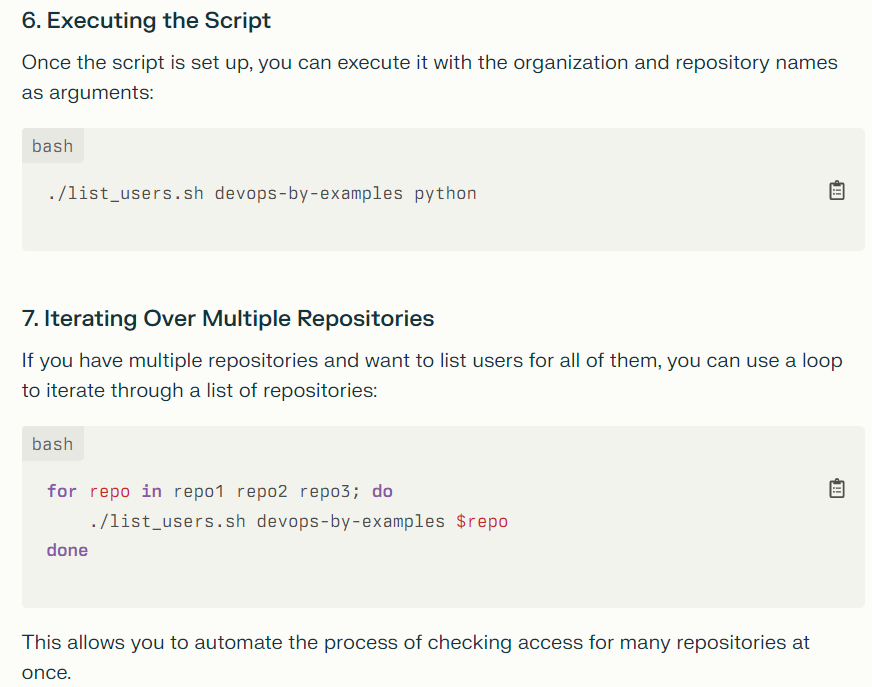 6. Executing the Script
Once the script is set up, you can execute it with the organization and repository names
as arguments:
bash
./list_users.sh devops-by-examples python
7. Iterating Over Multiple Repositories
If you have multiple repositories and want to list users for all of them, you can use a loop
to iterate through a list of repositories:
bash
for repo in repo1 repo2 repo3; do
    ./list_users.sh devops-by-examples $repo
done
This allows you to automate the process of checking access for many repositories at
once.